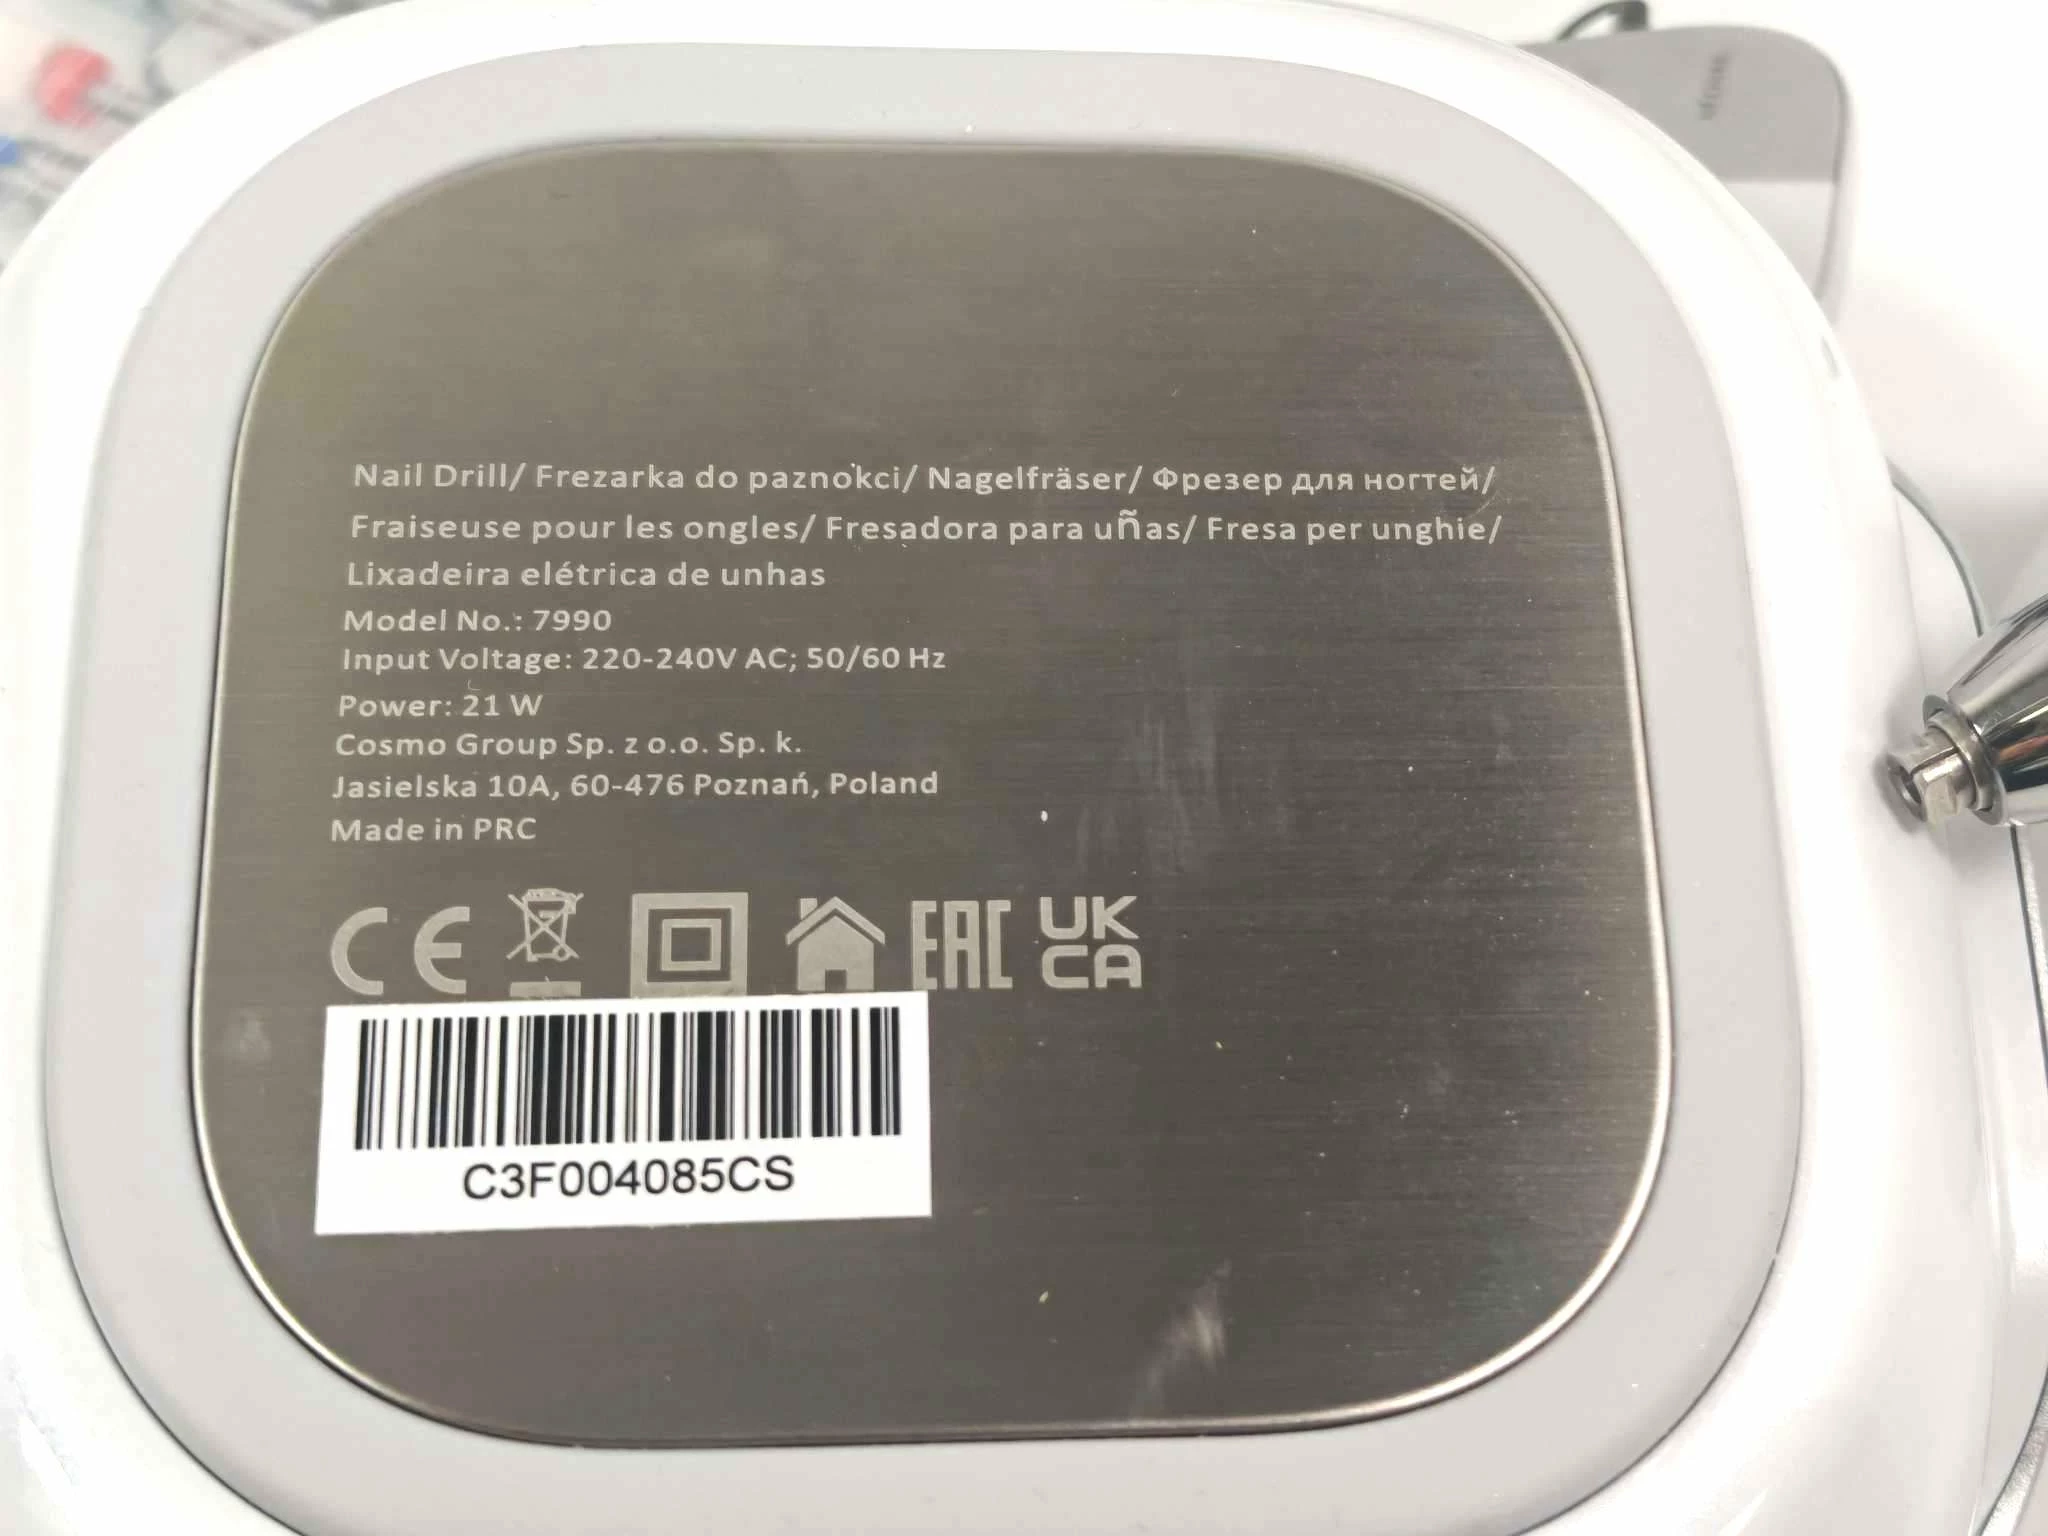 Nail Drill/ Frezarka do paznokci/ Nagelfräser/ Фрезер для ногтей/
Fraiseuse pour les ongles/ Fresadora para uñas/ Fresa per unghie/
Lixadeira elétrica de unhas
Model No.: 7990
Input Voltage: 220-240V AC; 50/60 Hz
Power: 21 W
Cosmo Group Sp. z o.o. Sp. k.
Jasielska 10A, 60-476 Poznań, Poland
Made in PRC
CE EAC UK
CA
C3F004085CS